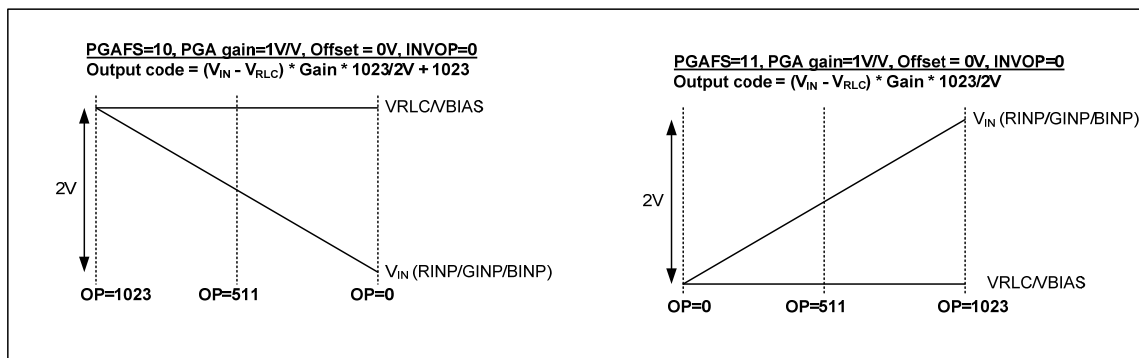 PGAFS=10, PGA gain=1V/V, Offset = 0V, INVOP=0
Output code = (VIN - VRLC) * Gain * 1023/2V + 1023
VRLC/VBIAS
2V
VIN (RINP/GINP/BINP)
OP=1023 OP=511 OP=0
PGAFS=11, PGA gain=1V/V, Offset = 0V, INVOP=0
Output code = (VIN - VRLC) * Gain * 1023/2V
VIN (RINP/GINP/BINP)
2V
VRLC/VBIAS
OP=0 OP=511 OP=1023